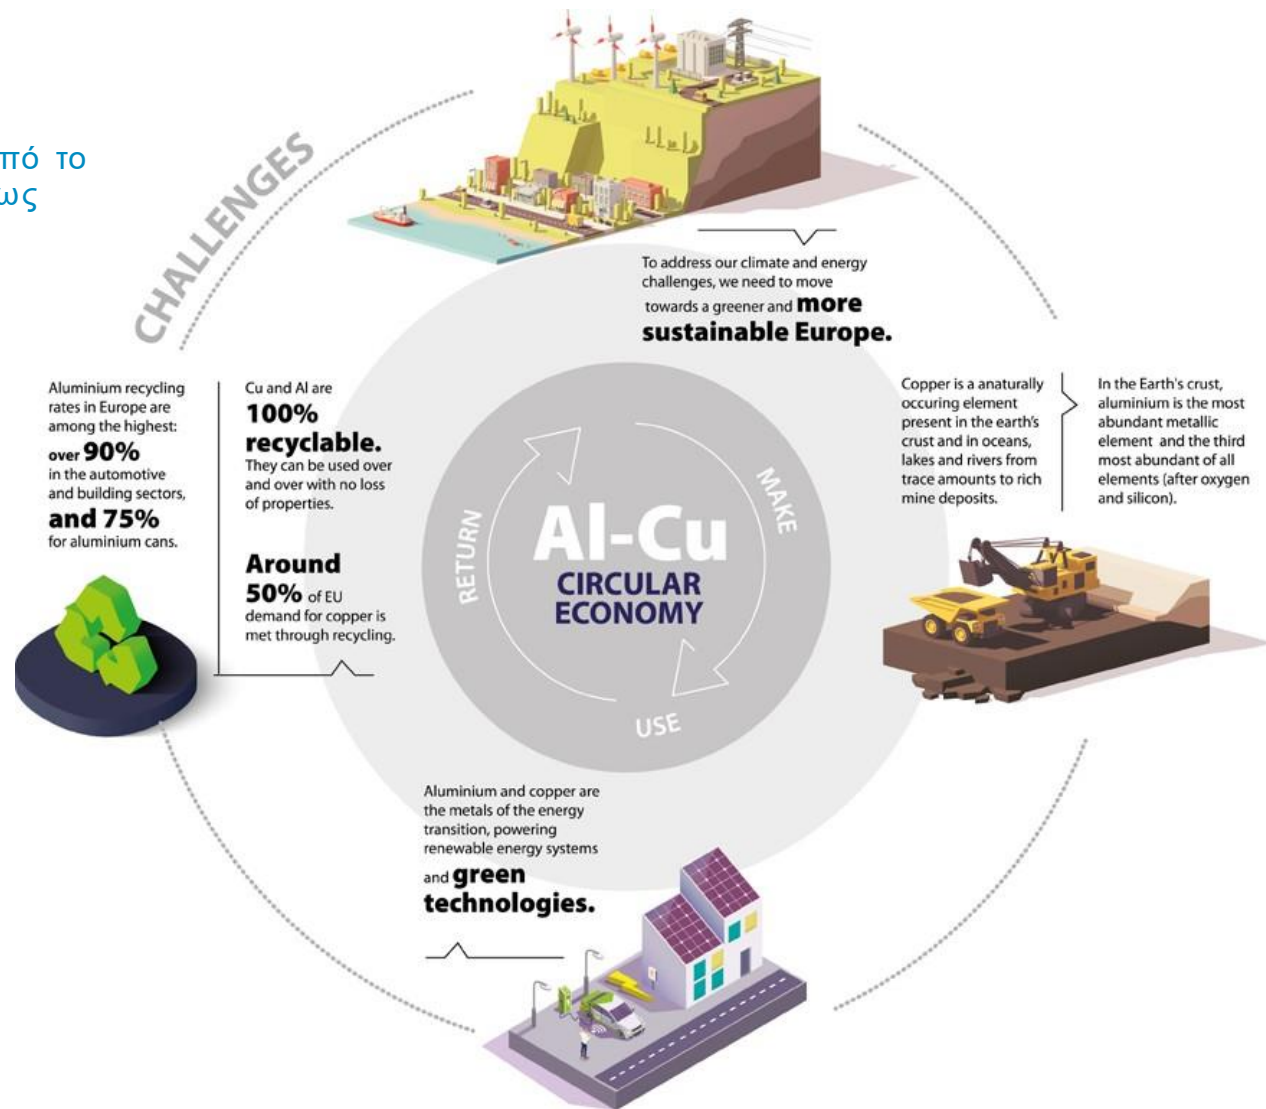 το
CHALLENGES
To address our climate and energy
challenges, we need to move
towards a greener and more
sustainable Europe.
Aluminium recycling
rates in Europe are
among the highest:
over 90%
in the automotive
and building sectors,
and 75%
for aluminium cans.
Cu and Al are
100%
recyclable.
They can be used over
and over with no loss
of properties.
Around
50% of EU
demand for copper is
met through recycling.
Copper is a anaturally
occuring element
present in the earth's
crust and in oceans,
lakes and rivers from
trace amounts to rich
mine deposits.
In the Earth's crust,
aluminium is the most
abundant metallic
element and the third
most abundant of all
elements (after oxygen
and silicon).
MAKE
RETURN
Al-Cu
CIRCULAR
ECONOMY
USE
Aluminium and copper are
the metals of the energy
transition, powering
renewable energy systems
and green
technologies.